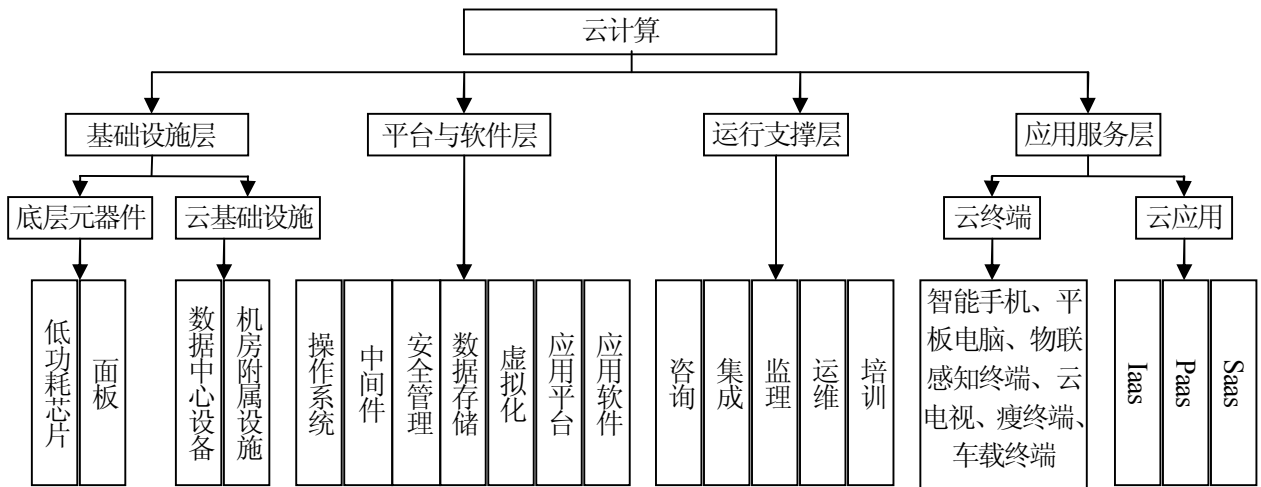 云计算
基础设施层
平台与软件层
运行支撑层
应用服务层
底层元器件
云基础设施
云终端
云应用
低功耗芯片
面板
数据中心设备
机房附属设施
操作系统
中间件
安全管理
数据存储
虚拟化
应用平台
应用软件
咨询
集成
监理
运维
培训
智能手机、平
板电脑、物联
感知终端、云
电视、瘦终端、
车载终端
Iaas
Paas
Saas